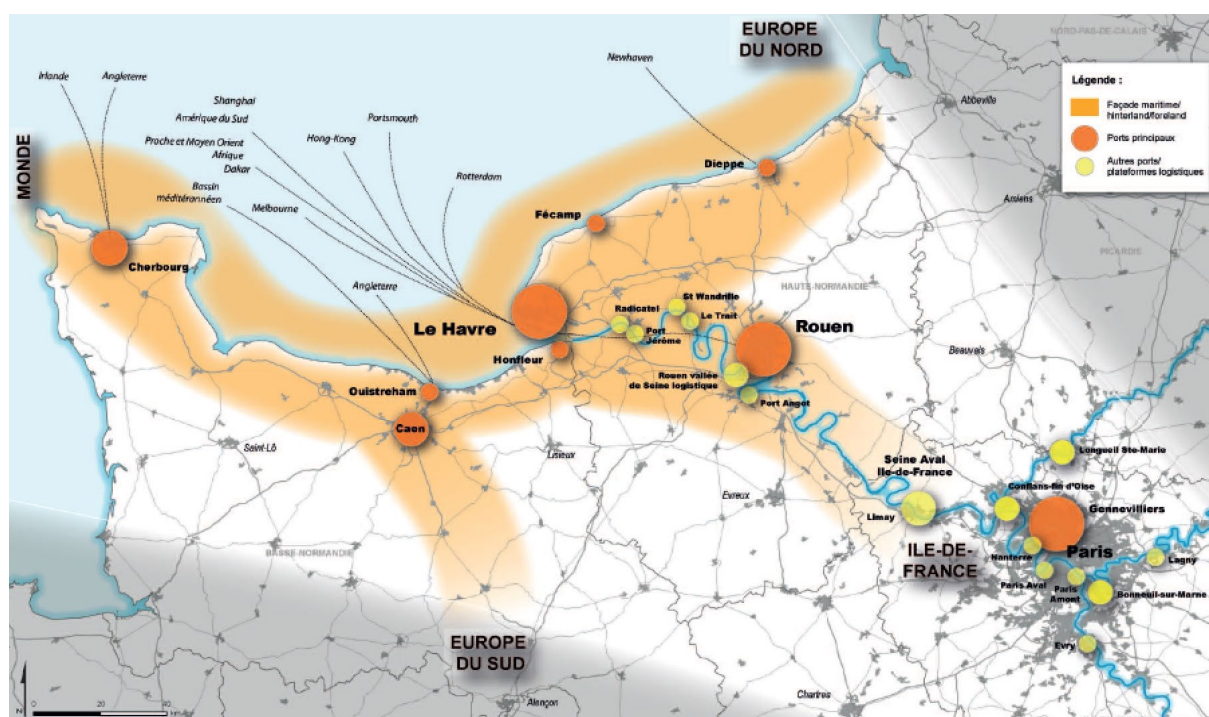 EUROPE
DU NORD
NORD-PAS-DE-CALAIS
Irlande
Angleterre
Newhaven
Abbeville
Légende :
Façade maritime/
hinterland/foreland
Ports principaux
Autres ports/
plateformes logistiques
Shanghai
Amérique du Sud
Proche et Moyen Orient
Afrique
Dakar
Hong-Kong
Portsmouth
Rotterdam
Bassin
méditérannéen
Melbourne
MONDE
Dieppe
Amiens
PICARDIE
Fécamp
Cherbourg
Angleterre
HAUTE-NORMANDIE
St Wandrille
Le Trait
Radicatel
Port
Jérôme
Le Havre
Rouen
Honfleur
Beauvais
Rouen vallée
de Seine logistique
Port Angot
Ouistreham
Caen
Saint-Lô
Lisieux
Evreux
Seine Aval
Ile-de-France
Longeuil Ste-Marie
Conflans-fin d'Oise
Limay
Gennevilliers
Nanterre
Paris
Lagny
ILE-DE-
FRANCE
Paris Aval
Paris
Amont
Bonneuil-sur-Marne
BASSE-NORMANDIE
Evry
EUROPE
DU SUD
Alençon
Chartres
N
0
20
40